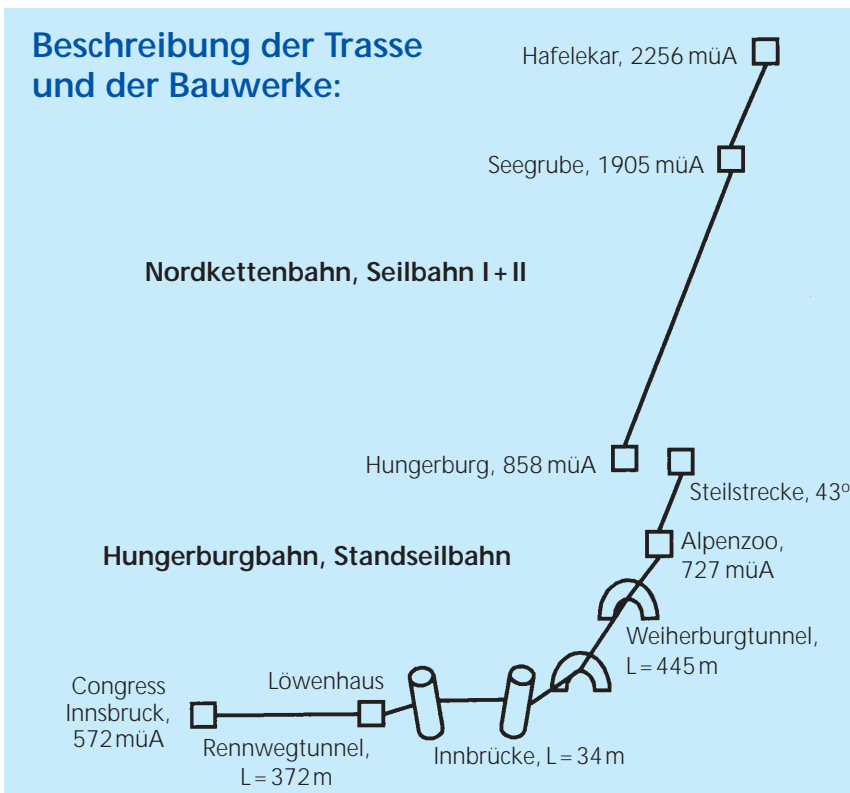 Beschreibung der Trasse
und der Bauwerke:
Hafelekar, 2256 müA
Seegrube, 1905 müA
Nordkettenbahn, Seilbahn I + II
Hungerburg, 858 müA
Steilstrecke, 43º
Hungerburgbahn, Standseilbahn
Alpenzoo,
727 müA
Weiherburgtunnel,
L = 445 m
Congress
Innsbruck,
572 müA
Löwenhaus
Rennwegtunnel,
L = 372 m
Innbrücke, L = 34 m